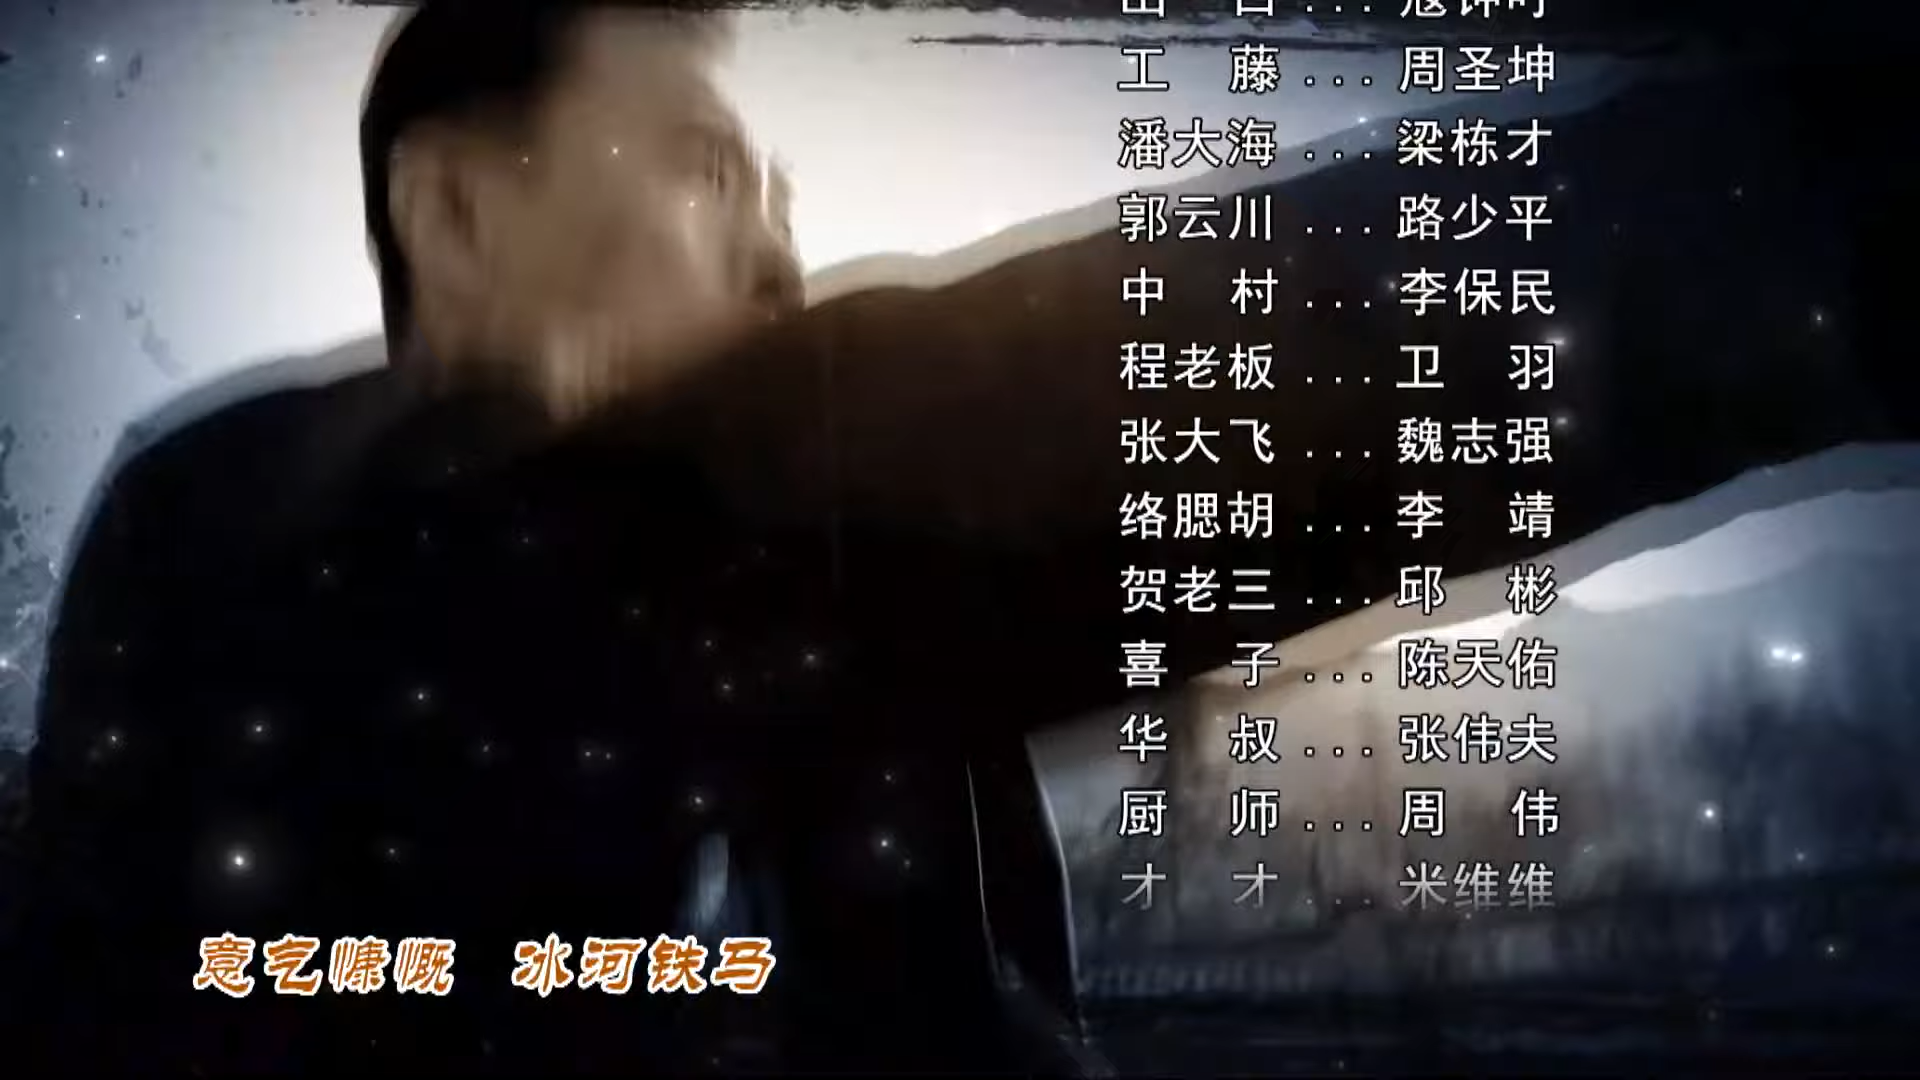 工藤...周圣坤
潘大海...梁栋才
郭云川...路少平
中村...李保民
程老板...卫羽
张大飞...魏志强
络腮胡...李靖
贺老三...邱彬
喜子...陈天佑
华叔...张伟夫
厨师...周伟
才才...米维维
意气慷慨 冰河铁马